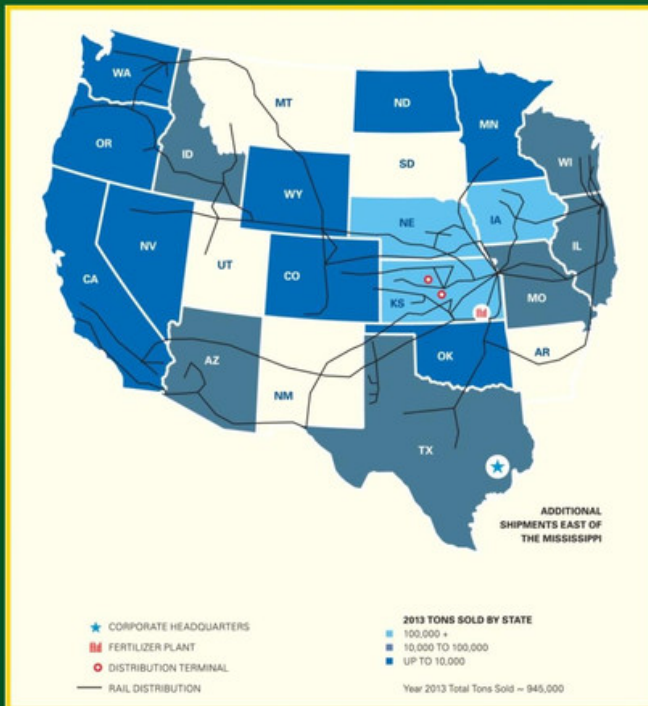 WA
MT
ND
MN
OR
ID
WI
SD
WY
NE
IA
NV
IL
UT
CO
CA
KS
MO
AZ
OK
AR
NM
TX
ADDITIONAL
SHIPMENTS EAST OF
THE MISSISSIPPI
CORPORATE HEADQUARTERS
FERTILIZER PLANT
DISTRIBUTION TERMINAL
RAIL DISTRIBUTION
2013 TONS SOLD BY STATE
100,000 +
10,000 TO 100,000
UP TO 10,000
Year 2013 Total Tons Sold ~ 945,000